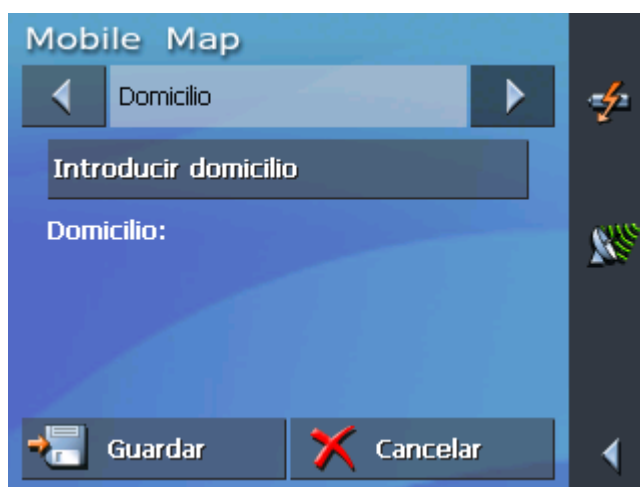 Mobile Map
Domicilio
Introducir domicilio
Domicilio:
Guardar
Cancelar